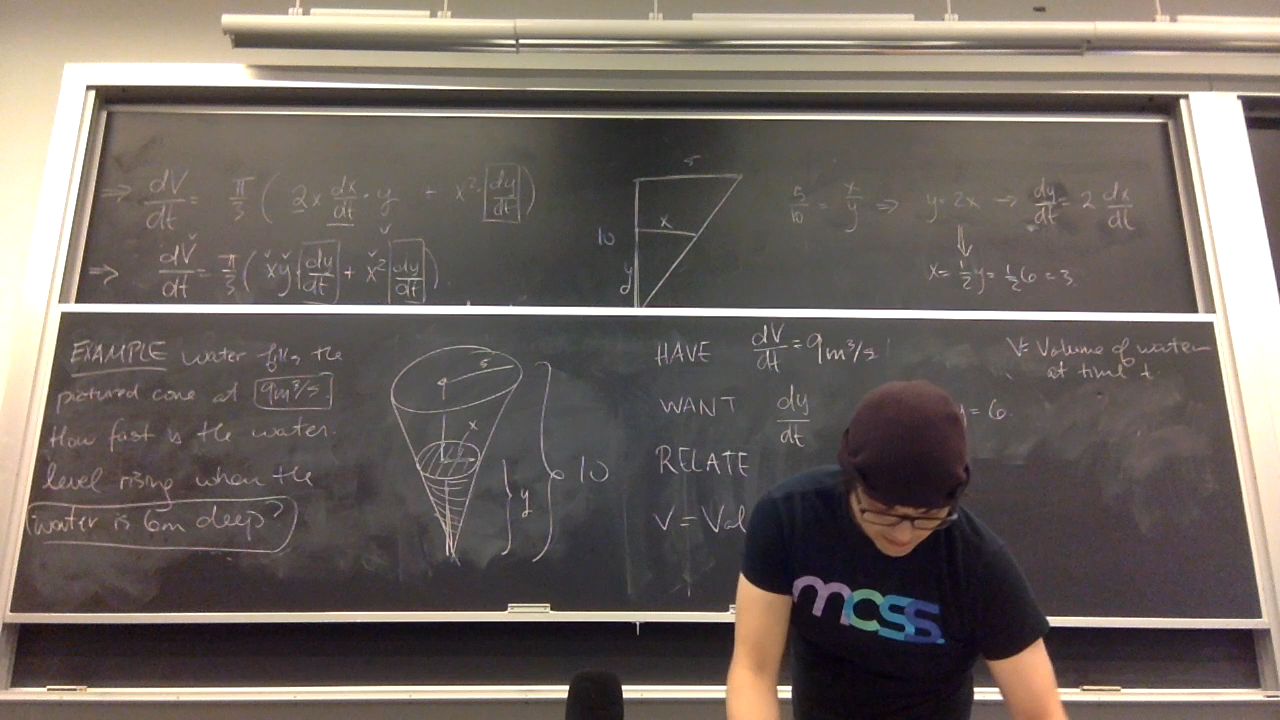 ⇒ dV/dt = π/3 ( 2x dx/dt · y + x² · dy/dt )
⇒ dV/dt = π/3 ( xy dy/dt + x² dy/dt )
5
x
10
y
5/10 = x/y ⇒ y = 2x → dy/dt = 2 dx/dt
⇓
x = 1/2 y = 1/2 6 = 3.
EXAMPLE water fills the
pictured cone at 9m³/s.
How fast is the water
level rising when the
water is 6m deep?
5
x
y
10
HAVE dV/dt = 9m³/s
WANT dy/dt = 6.
RELATE
V = Vol
V = Volume of water
at time t.
mcss.